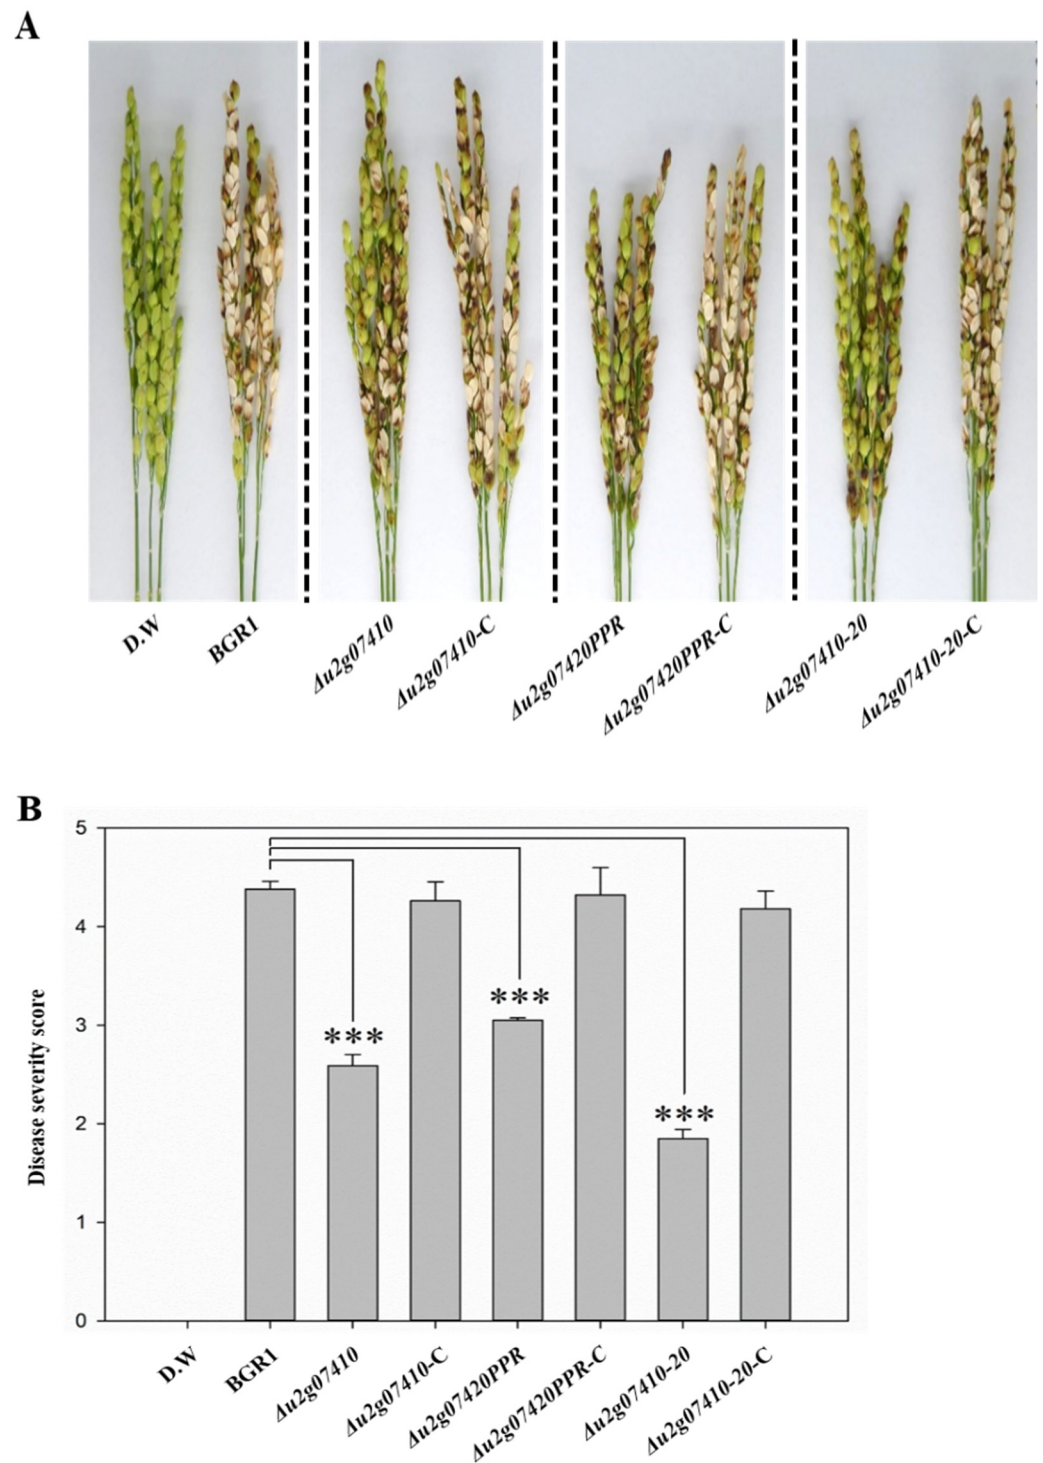 A
D.W
BGR1
Δu2g07410
Δu2g07410-C
Δu2g07420PPR
Δu2g07420PPR-C
Δu2g07410-20
Δu2g07410-20-C
B
5
4
3
2
1
0
Disease severity score
***
***
***
D.W
BGR1
Δu2g07410
Δu2g07410-C
Δu2g07420PPR
Δu2g07420PPR-C
Δu2g07410-20
Δu2g07410-20-C